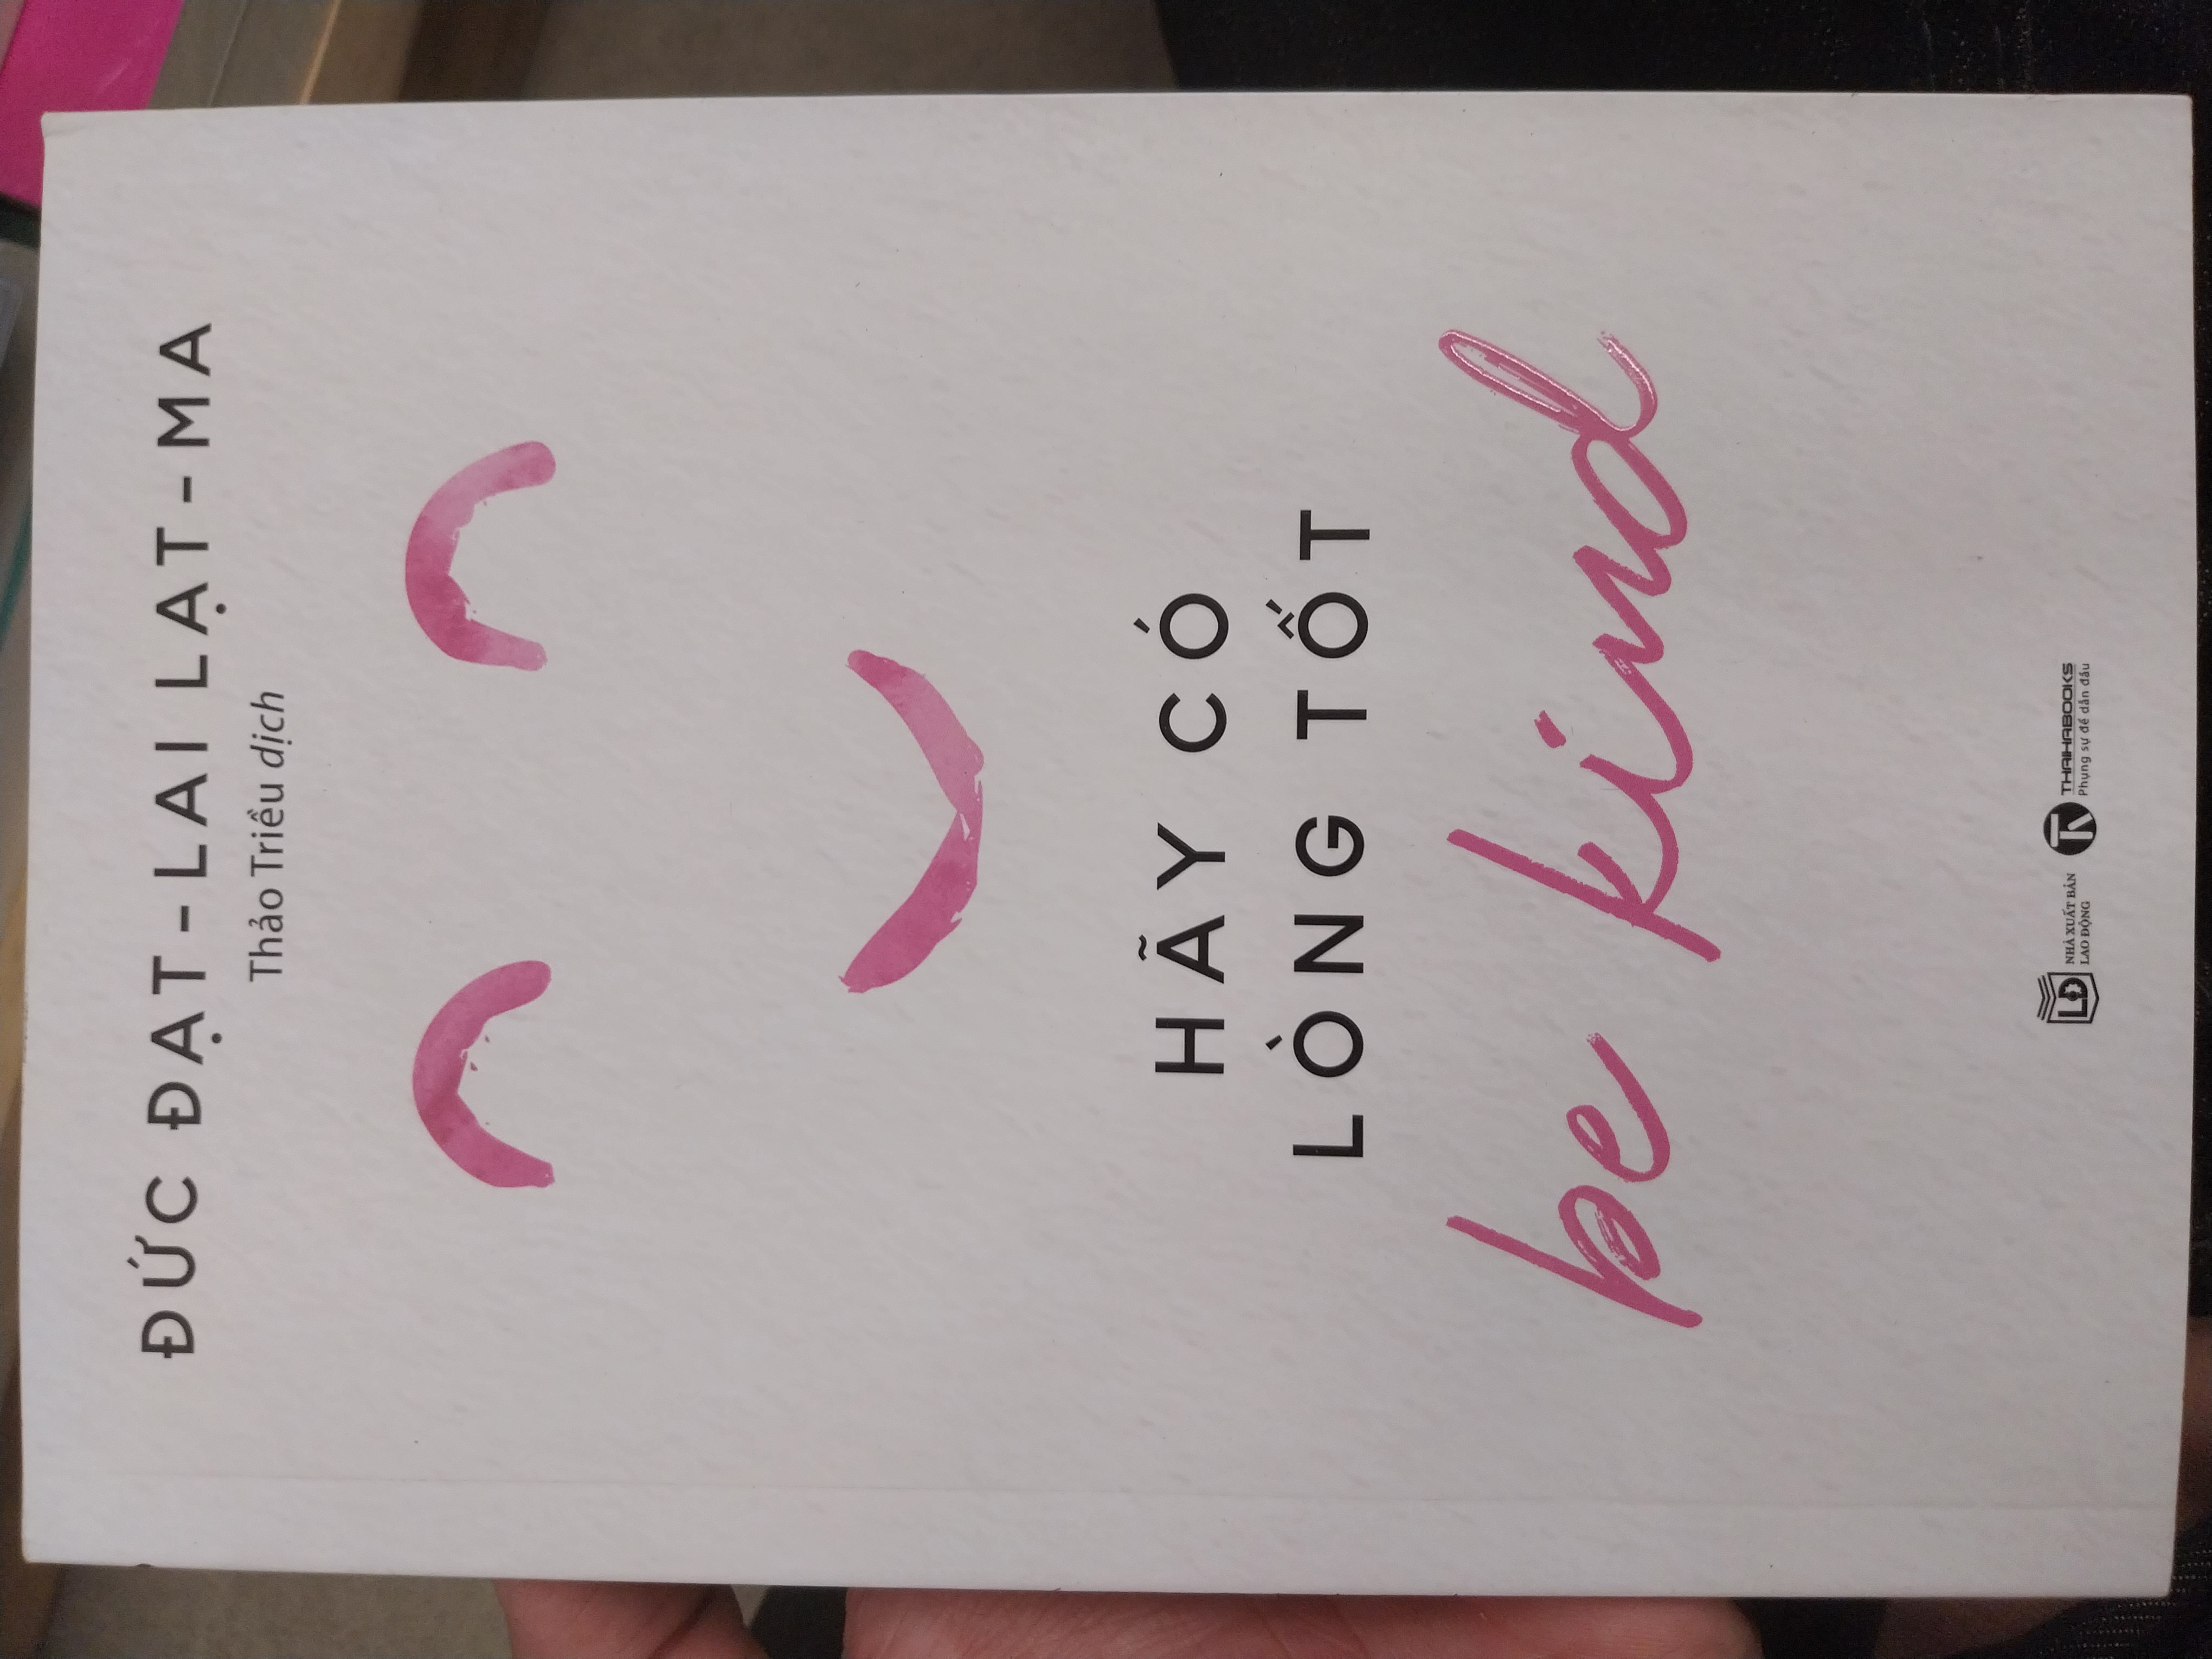 ĐỨC ĐẠT-LAI LẠT-MA
Thảo Triều dịch
HÃY CÓ
LÒNG TỐT
be kind
LĐ
NHÀ XUẤT BẢN
LAO ĐỘNG
THAIHABOOKS
Phụng sự để dẫn đầu